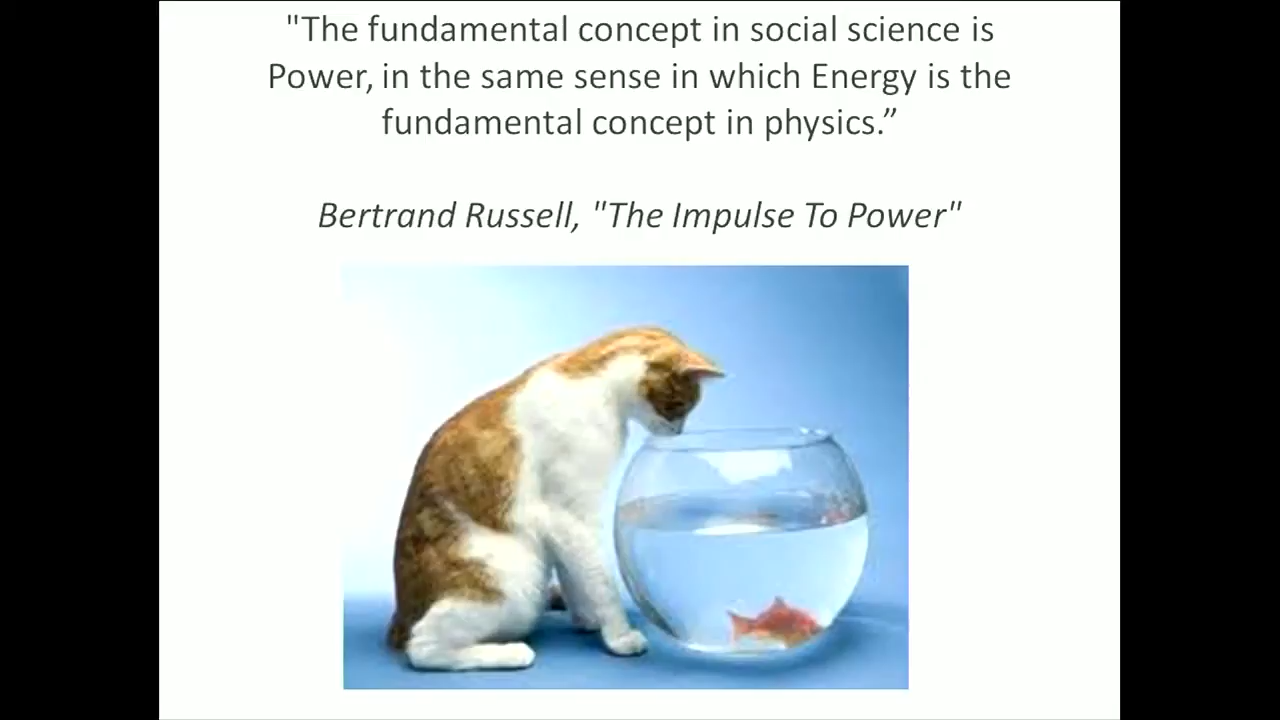 "The fundamental concept in social science is
Power, in the same sense in which Energy is the
fundamental concept in physics.”
Bertrand Russell, "The Impulse To Power"